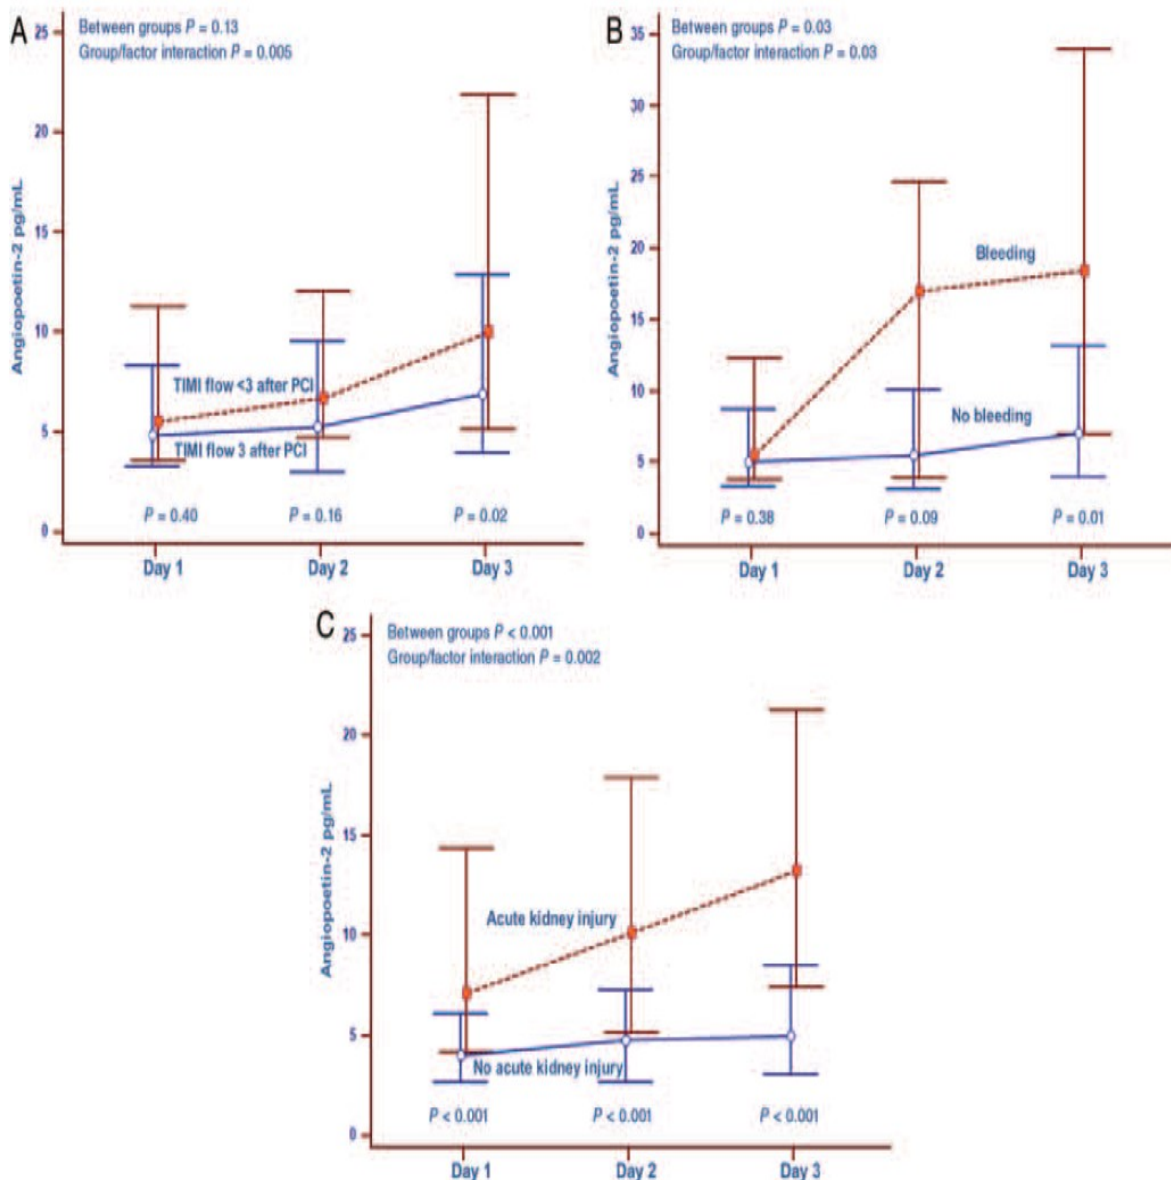 A
Between groups P = 0.13
Group/factor interaction P = 0.005
Angiopoetin-2 pg/mL
25
20
15
10
5
0
TIMI flow <3 after PCI
TIMI flow 3 after PCI
P = 0.40
P = 0.16
P = 0.02
Day 1
Day 2
Day 3
B
Between groups P = 0.03
Group/factor interaction P = 0.03
Angiopoetin-2 pg/mL
35
30
25
20
15
10
5
0
Bleeding
No bleeding
P = 0.38
P = 0.09
P = 0.01
Day 1
Day 2
Day 3
C
Between groups P < 0.001
Group/factor interaction P = 0.002
Angiopoetin-2 pg/mL
25
20
15
10
5
0
Acute kidney injury
No acute kidney injury
P < 0.001
P < 0.001
P < 0.001
Day 1
Day 2
Day 3